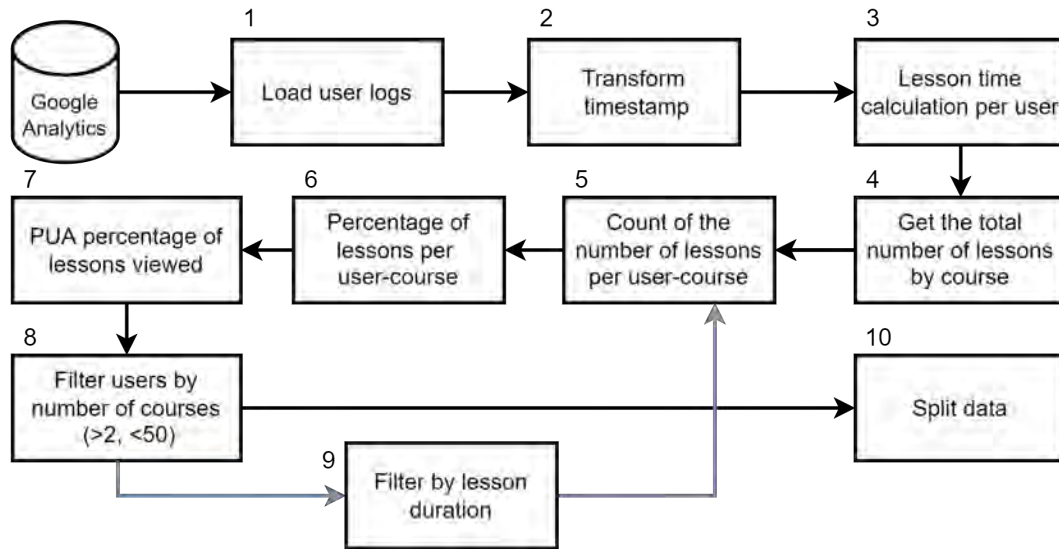 Google
Analytics
1
Load user logs
2
Transform
timestamp
3
Lesson time
calculation per user
4
Get the total
number of lessons
by course
5
Count of the
number of lessons
per user-course
6
Percentage of
lessons per
user-course
7
PUA percentage of
lessons viewed
8
Filter users by
number of courses
(>2, <50)
9
Filter by lesson
duration
10
Split data